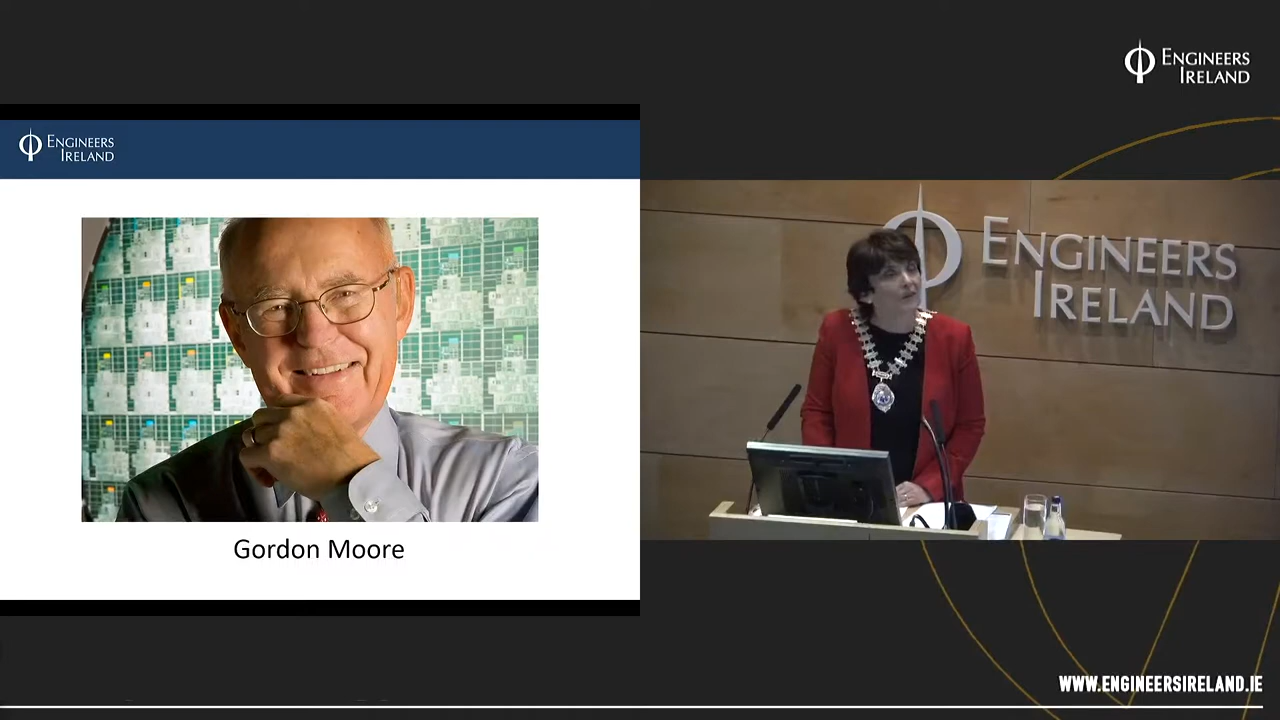 ENGINEERS
IRELAND
ENGINEERS
IRELAND
ENGINEERS
IRELAND
Gordon Moore
WWW.ENGINEERSIRELAND.IE